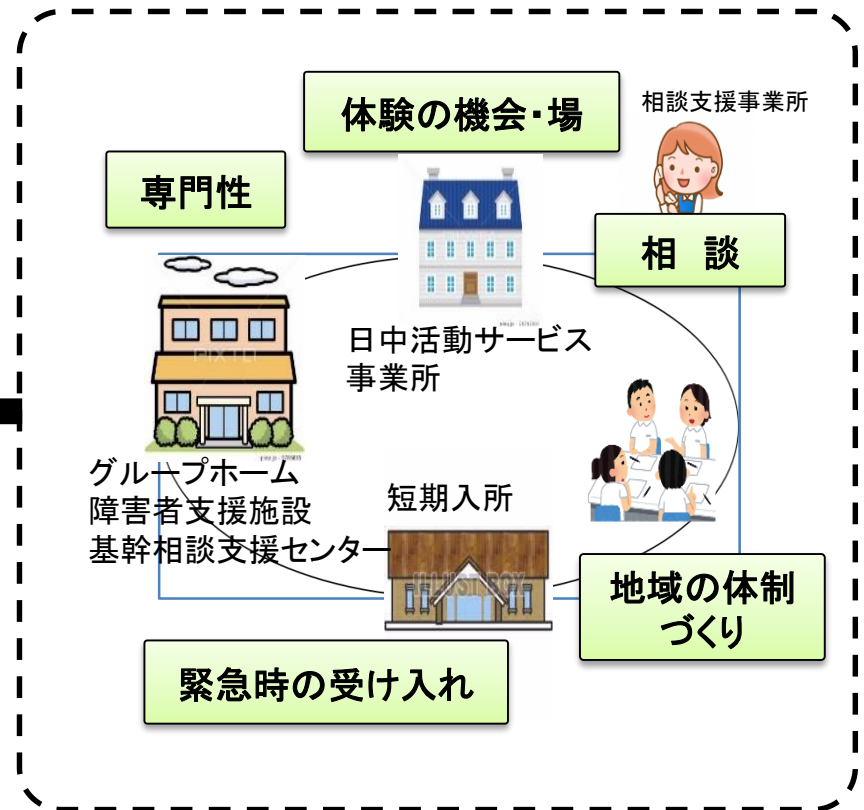 体験の機会・場
相談支援事業所
専門性
相 談
日中活動サービス
事業所
PIXTA
グループホーム
障害者支援施設
基幹相談支援センター
短期入所
ILLUST BOX
地域の体制
づくり
緊急時の受け入れ